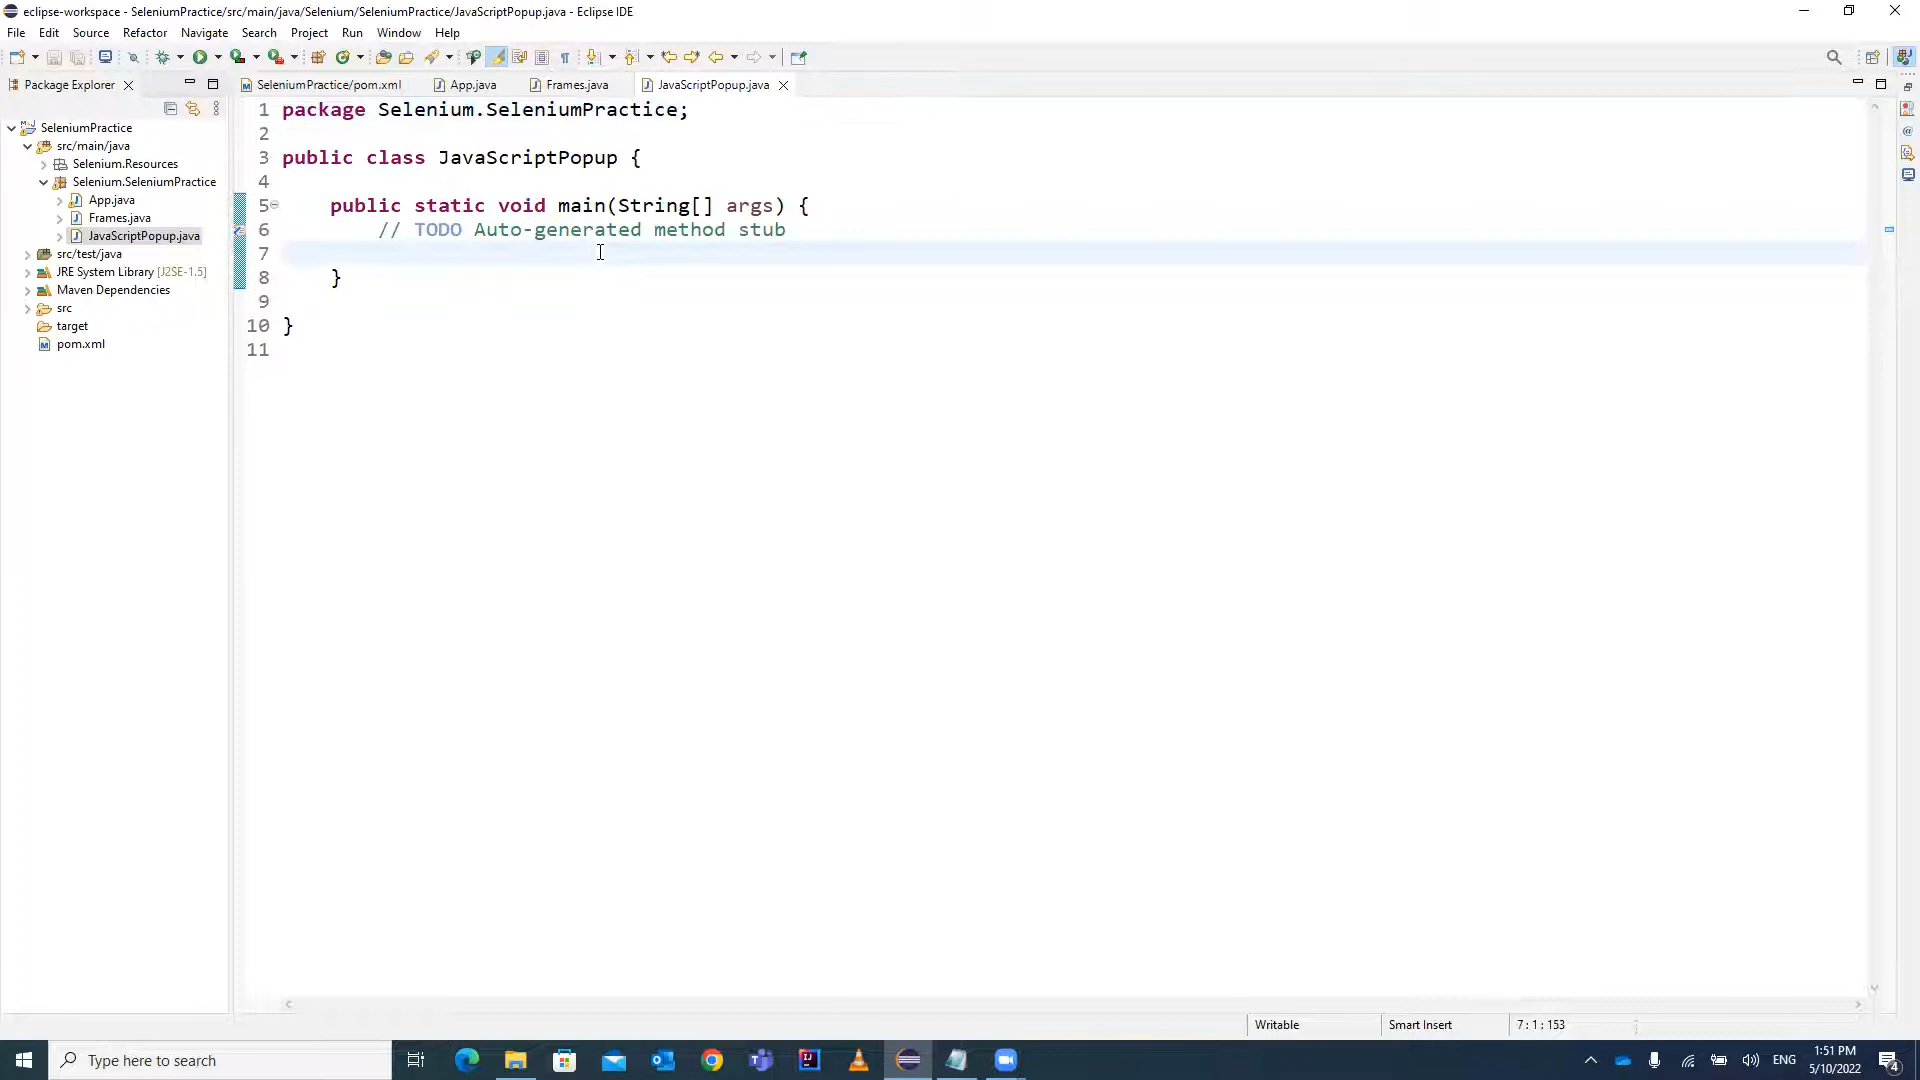 eclipse-workspace - SeleniumPractice/src/main/java/Selenium/SeleniumPractice/JavaScriptPopup.java - Eclipse IDE
File Edit Source Refactor Navigate Search Project Run Window Help
Package Explorer
SeleniumPractice/pom.xml App.java Frames.java JavaScriptPopup.java
SeleniumPractice
src/main/java
Selenium.Resources
Selenium.SeleniumPractice
App.java
Frames.java
JavaScriptPopup.java
src/test/java
JRE System Library [J2SE-1.5]
Maven Dependencies
src
target
pom.xml
1 package Selenium.SeleniumPractice;
2
3 public class JavaScriptPopup {
4
5 public static void main(String[] args) {
6 // TODO Auto-generated method stub
7
8 }
9
10 }
11
Writable Smart Insert 7 : 1 : 153
Type here to search
ENG
1:51 PM
5/10/2022
4